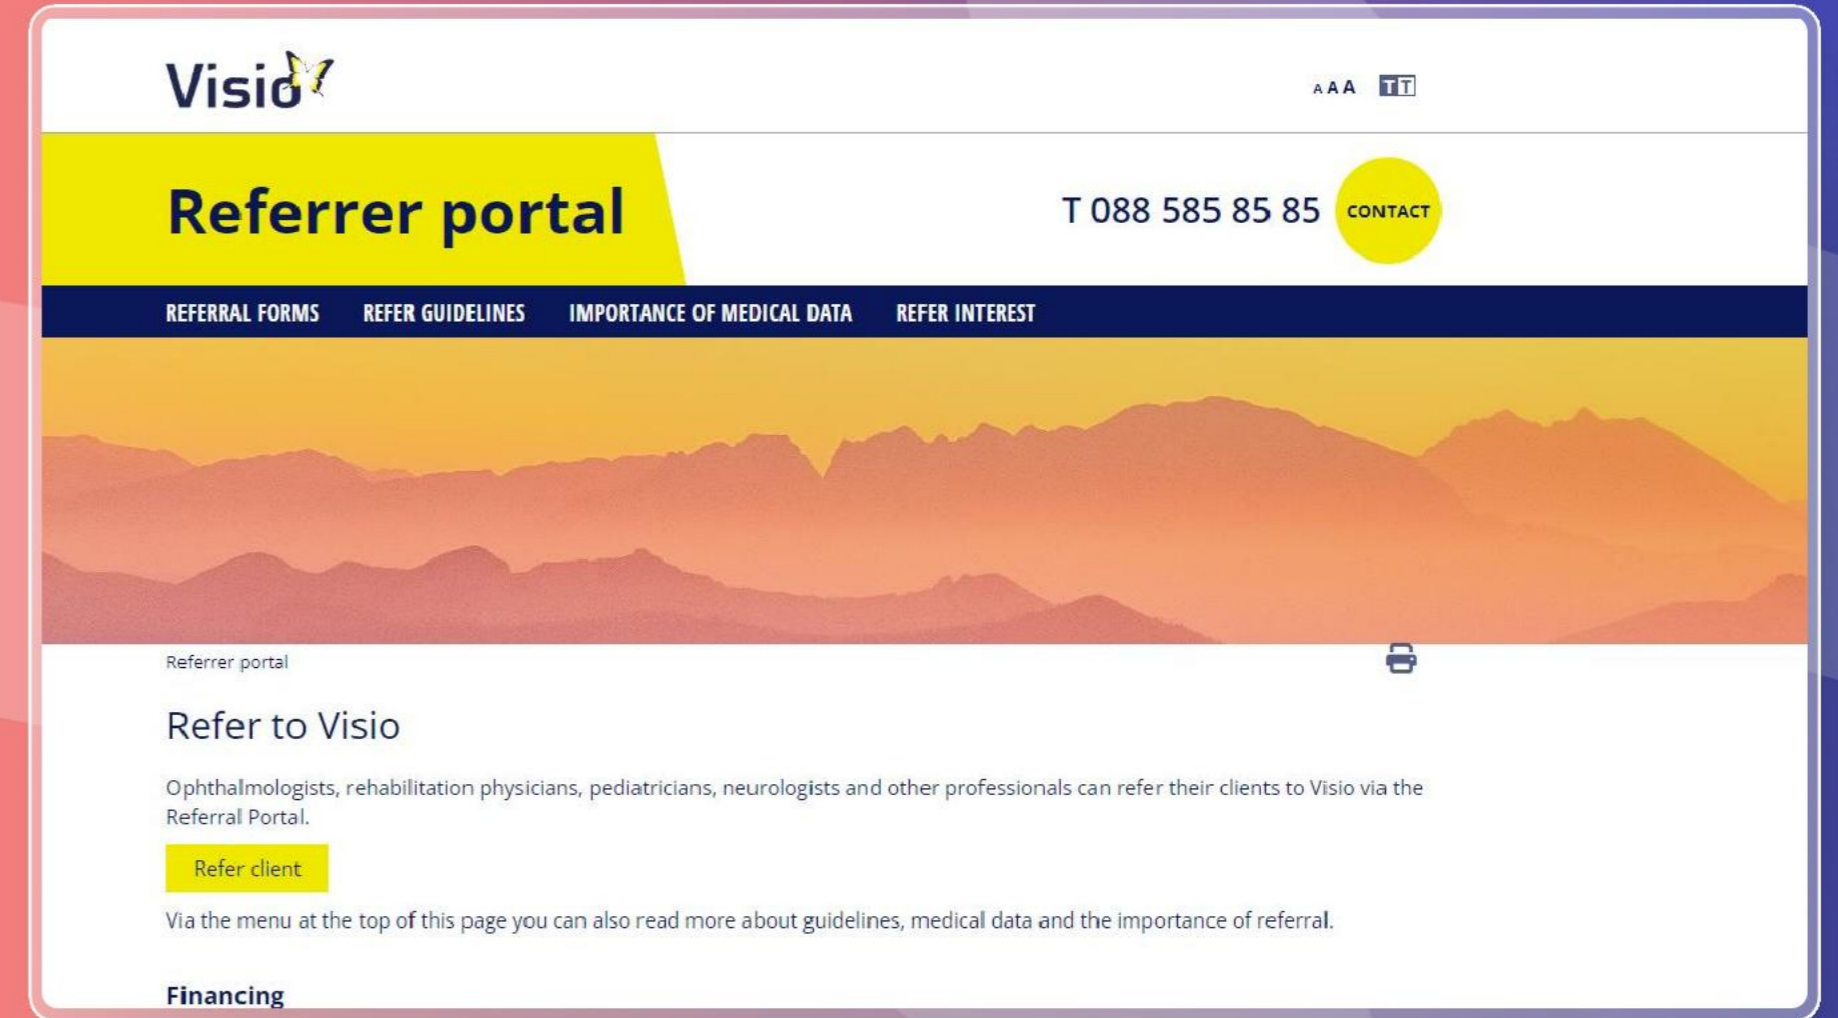 Visio
A A A TT
Referrer portal
T 088 585 85 85 CONTACT
REFERRAL FORMS REFER GUIDELINES IMPORTANCE OF MEDICAL DATA REFER INTEREST
Referrer portal
Refer to Visio
Ophthalmologists, rehabilitation physicians, pediatricians, neurologists and other professionals can refer their clients to Visio via the
Referral Portal.
Refer client
Via the menu at the top of this page you can also read more about guidelines, medical data and the importance of referral.
Financing